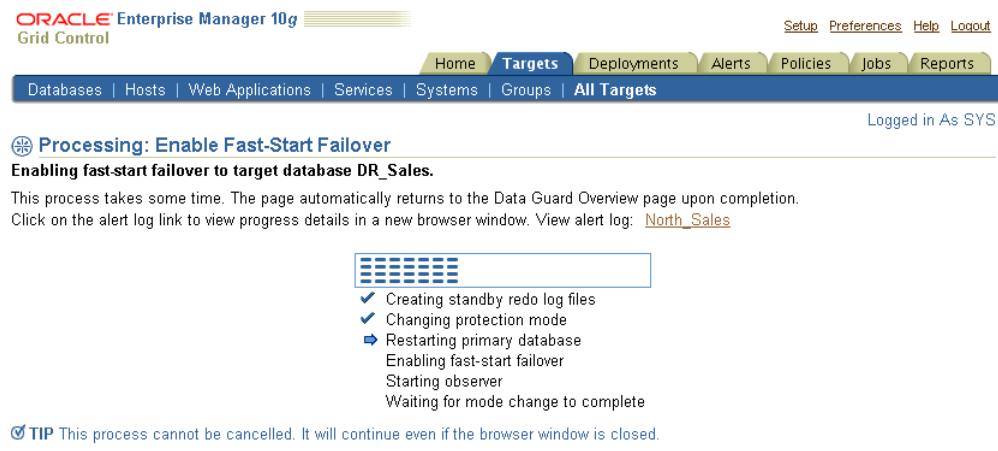 ORACLE Enterprise Manager 10g
Grid Control
Setup Preferences Help Logout
Home Targets Deployments Alerts Policies Jobs Reports
Databases | Hosts | Web Applications | Services | Systems | Groups | All Targets
Logged in As SYS
Processing: Enable Fast-Start Failover
Enabling fast-start failover to target database DR_Sales.
This process takes some time. The page automatically returns to the Data Guard Overview page upon completion.
Click on the alert log link to view progress details in a new browser window. View alert log: North_Sales
Creating standby redo log files
Changing protection mode
Restarting primary database
Enabling fast-start failover
Starting observer
Waiting for mode change to complete
TIP This process cannot be cancelled. It will continue even if the browser window is closed.